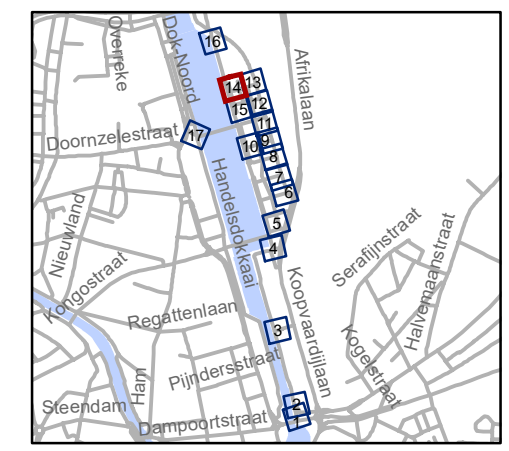 Overreke
Dok-Noord
16
Afrikalaan
14
13
15
12
Doornzelestraat
17
11
10
9
8
7
6
Handelsdokkaai
Nieuwland
5
4
Serafijnstraat
Halvemaanstraat
Kongostraat
Koopvaardijlaan
Regattenlaan
3
Kogelstraat
Pijndersstraat
Ham
Steendam
2
Dampoortstraat
1